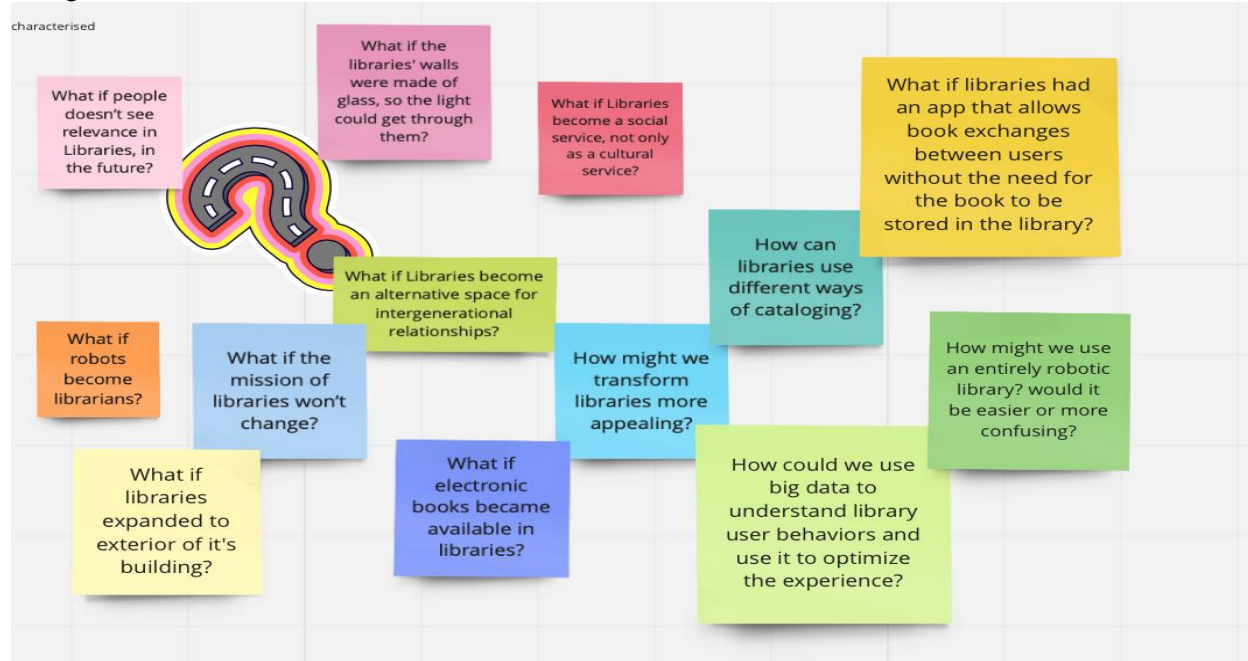 characterised
What if people
doesn't see
relevance in
Libraries, in
the future?
What if the
libraries' walls
were made of
glass, so the light
could get through
them?
What if Libraries
become a social
service, not only
as a cultural
service?
What if libraries had
an app that allows
book exchanges
between users
without the need for
the book to be
stored in the library?
How can
libraries use
different ways
of cataloging?
What if Libraries become
an alternative space for
intergenerational
relationships?
What if
robots
become
librarians?
What if the
mission of
libraries won't
change?
How might we
transform
libraries more
appealing?
How might we use
an entirely robotic
library? would it
be easier or more
confusing?
What if
libraries
expanded to
exterior of it's
building?
What if
electronic
books became
available in
libraries?
How could we use
big data to
understand library
user behaviors and
use it to optimize
the experience?